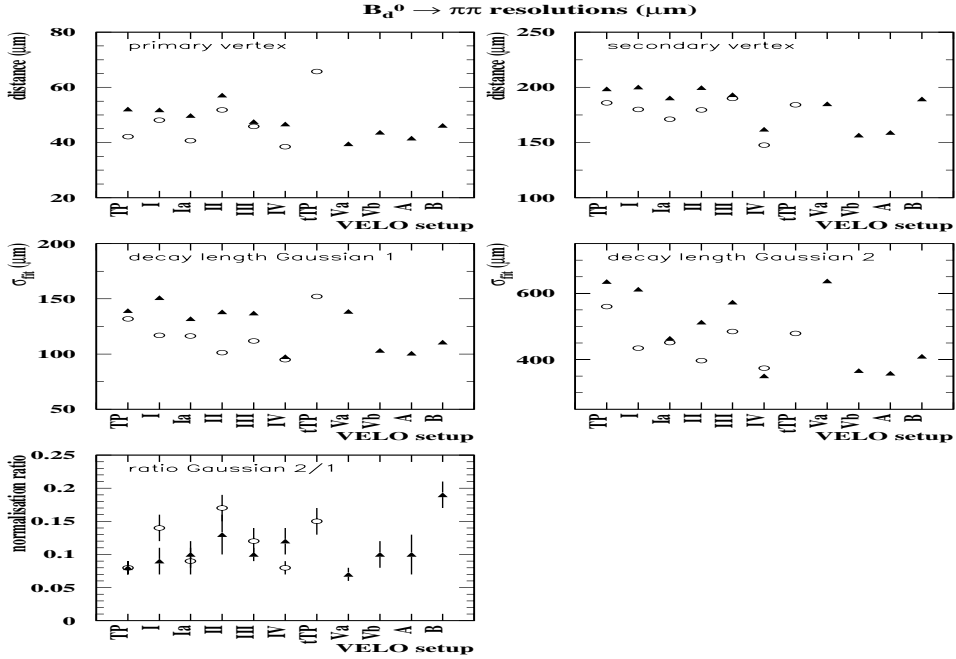 B_d⁰ → ππ resolutions (μm)
primary vertex
distance (μm)
80
60
40
20
TP I Ia II III IV tTP Va Vb A B
VELO setup
secondary vertex
distance (μm)
250
200
150
100
TP I Ia II III IV tTP Va Vb A B
VELO setup
decay length Gaussian 1
σ_fit (μm)
200
150
100
50
TP I Ia II III IV tTP Va Vb A B
VELO setup
decay length Gaussian 2
σ_fit (μm)
600
400
TP I Ia II III IV tTP Va Vb A B
VELO setup
ratio Gaussian 2/1
normalisation ratio
0.25
0.2
0.15
0.1
0.05
0
TP I Ia II III IV tTP Va Vb A B
VELO setup